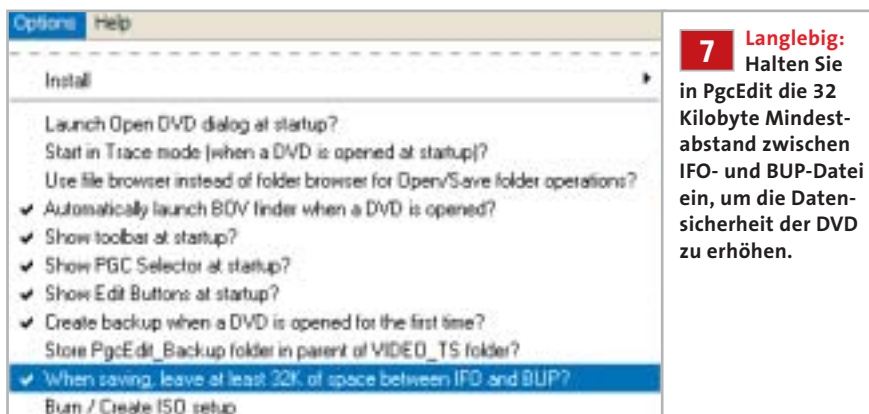 Options Help
Install
Launch Open DVD dialog at startup?
Start in Trace mode (when a DVD is opened at startup)?
Use file browser instead of folder browser for Open/Save folder operations?
Automatically launch BOV finder when a DVD is opened?
Show toolbar at startup?
Show PGC Selector at startup?
Show Edit Buttons at startup?
Create backup when a DVD is opened for the first time?
Store PgcEdit_Backup folder in parent of VIDEO_TS folder?
When saving, leave at least 32K of space between IFO and BUP?
Burn / Create ISO setup
7 Langlebig:
Halten Sie
in PgcEdit die 32
Kilobyte Mindest-
abstand zwischen
IFO- und BUP-Datei
ein, um die Daten-
sicherheit der DVD
zu erhöhen.